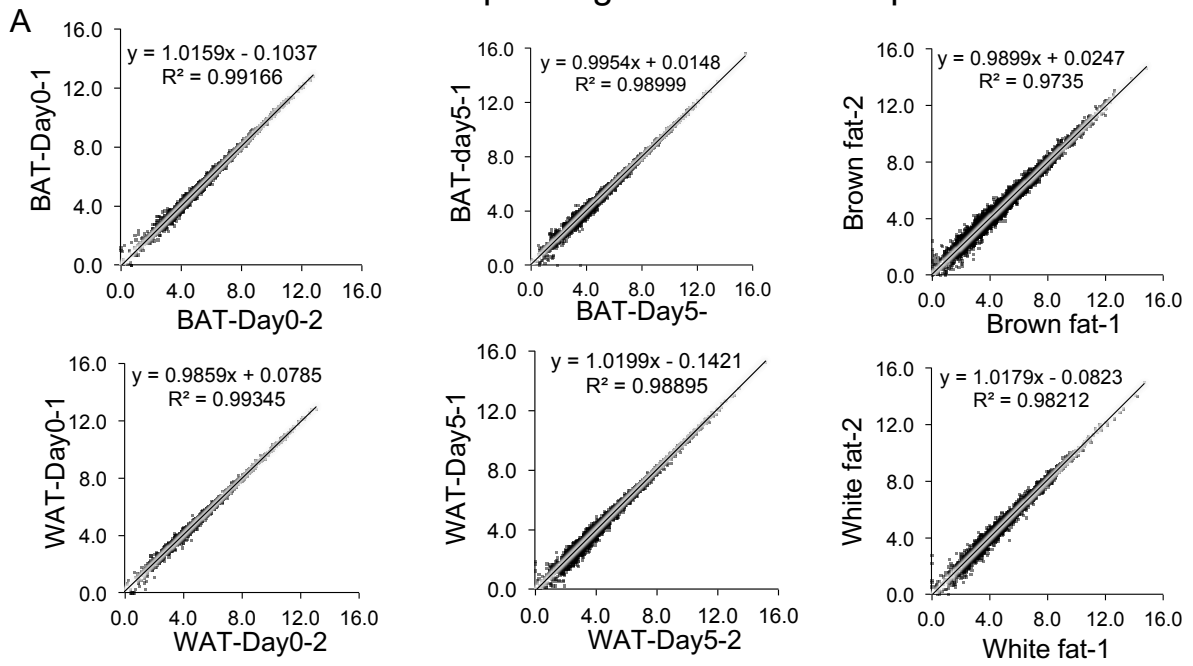 A
y = 1.0159x - 0.1037
R² = 0.99166
16.0
12.0
8.0
4.0
0.0
BAT-Day0-1
0.0 4.0 8.0 12.0 16.0
BAT-Day0-2
y = 0.9954x + 0.0148
R² = 0.98999
16.0
12.0
8.0
4.0
0.0
BAT-day5-1
0.0 4.0 8.0 12.0 16.0
BAT-Day5-
y = 0.9899x + 0.0247
R² = 0.9735
16.0
12.0
8.0
4.0
0.0
Brown fat-2
0.0 4.0 8.0 12.0 16.0
Brown fat-1
y = 0.9859x + 0.0785
R² = 0.99345
16.0
12.0
8.0
4.0
0.0
WAT-Day0-1
0.0 4.0 8.0 12.0 16.0
WAT-Day0-2
y = 1.0199x - 0.1421
R² = 0.98895
16.0
12.0
8.0
4.0
0.0
WAT-Day5-1
0.0 4.0 8.0 12.0 16.0
WAT-Day5-2
y = 1.0179x - 0.0823
R² = 0.98212
16.0
12.0
8.0
4.0
0.0
White fat-2
0.0 4.0 8.0 12.0 16.0
White fat-1